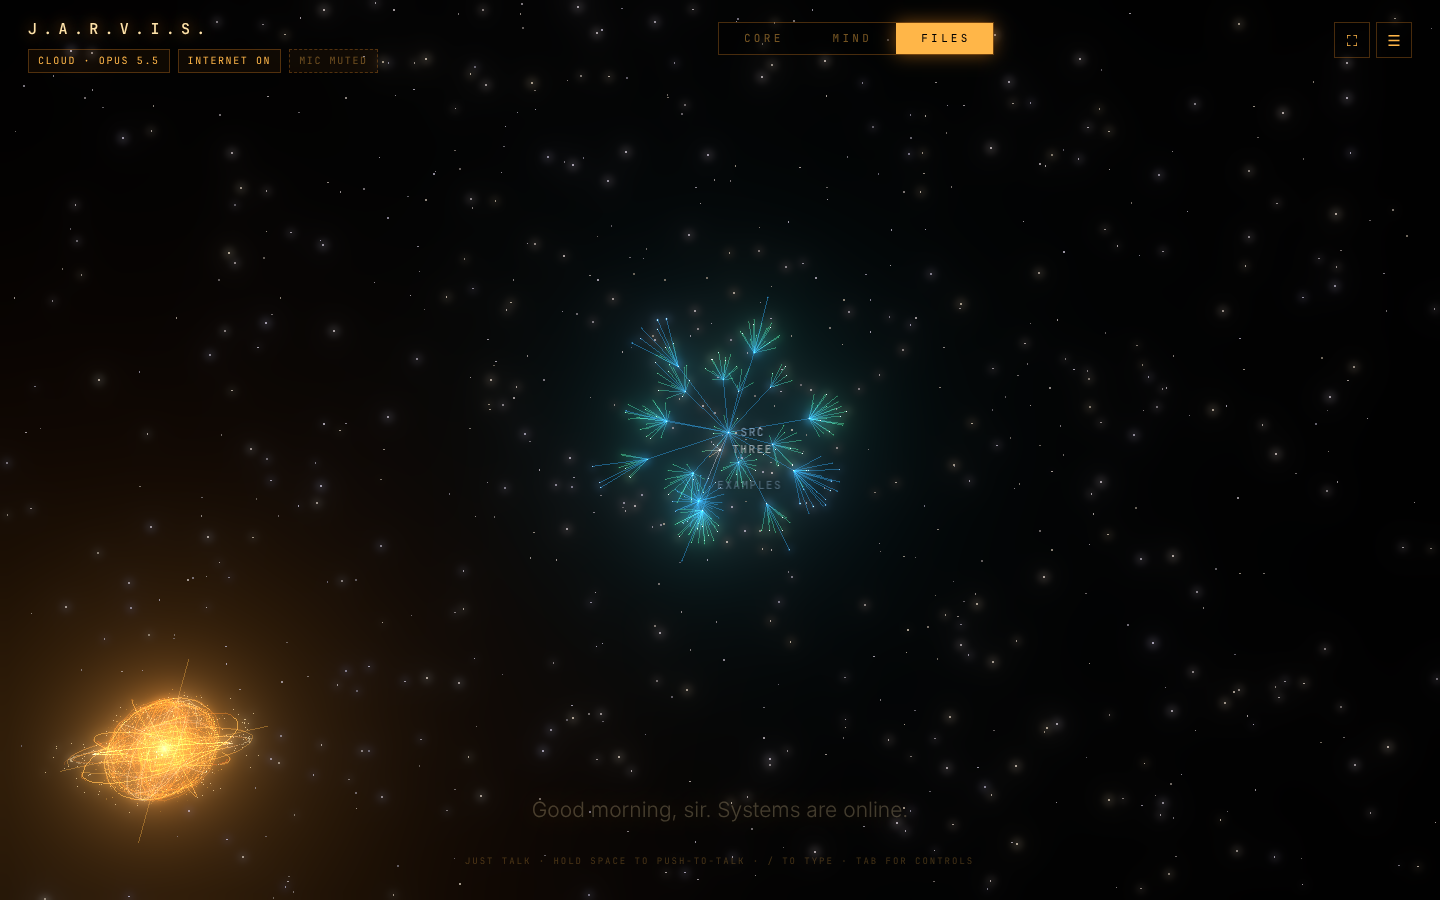 J.A.R.V.I.S.
CORE MIND FILES
CLOUD · OPUS 5.5 INTERNET ON MIC MUTED
SRC
THREE
EXAMPLES
Good morning, sir. Systems are online.
JUST TALK · HOLD SPACE TO PUSH-TO-TALK · / TO TYPE · TAB FOR CONTROLS